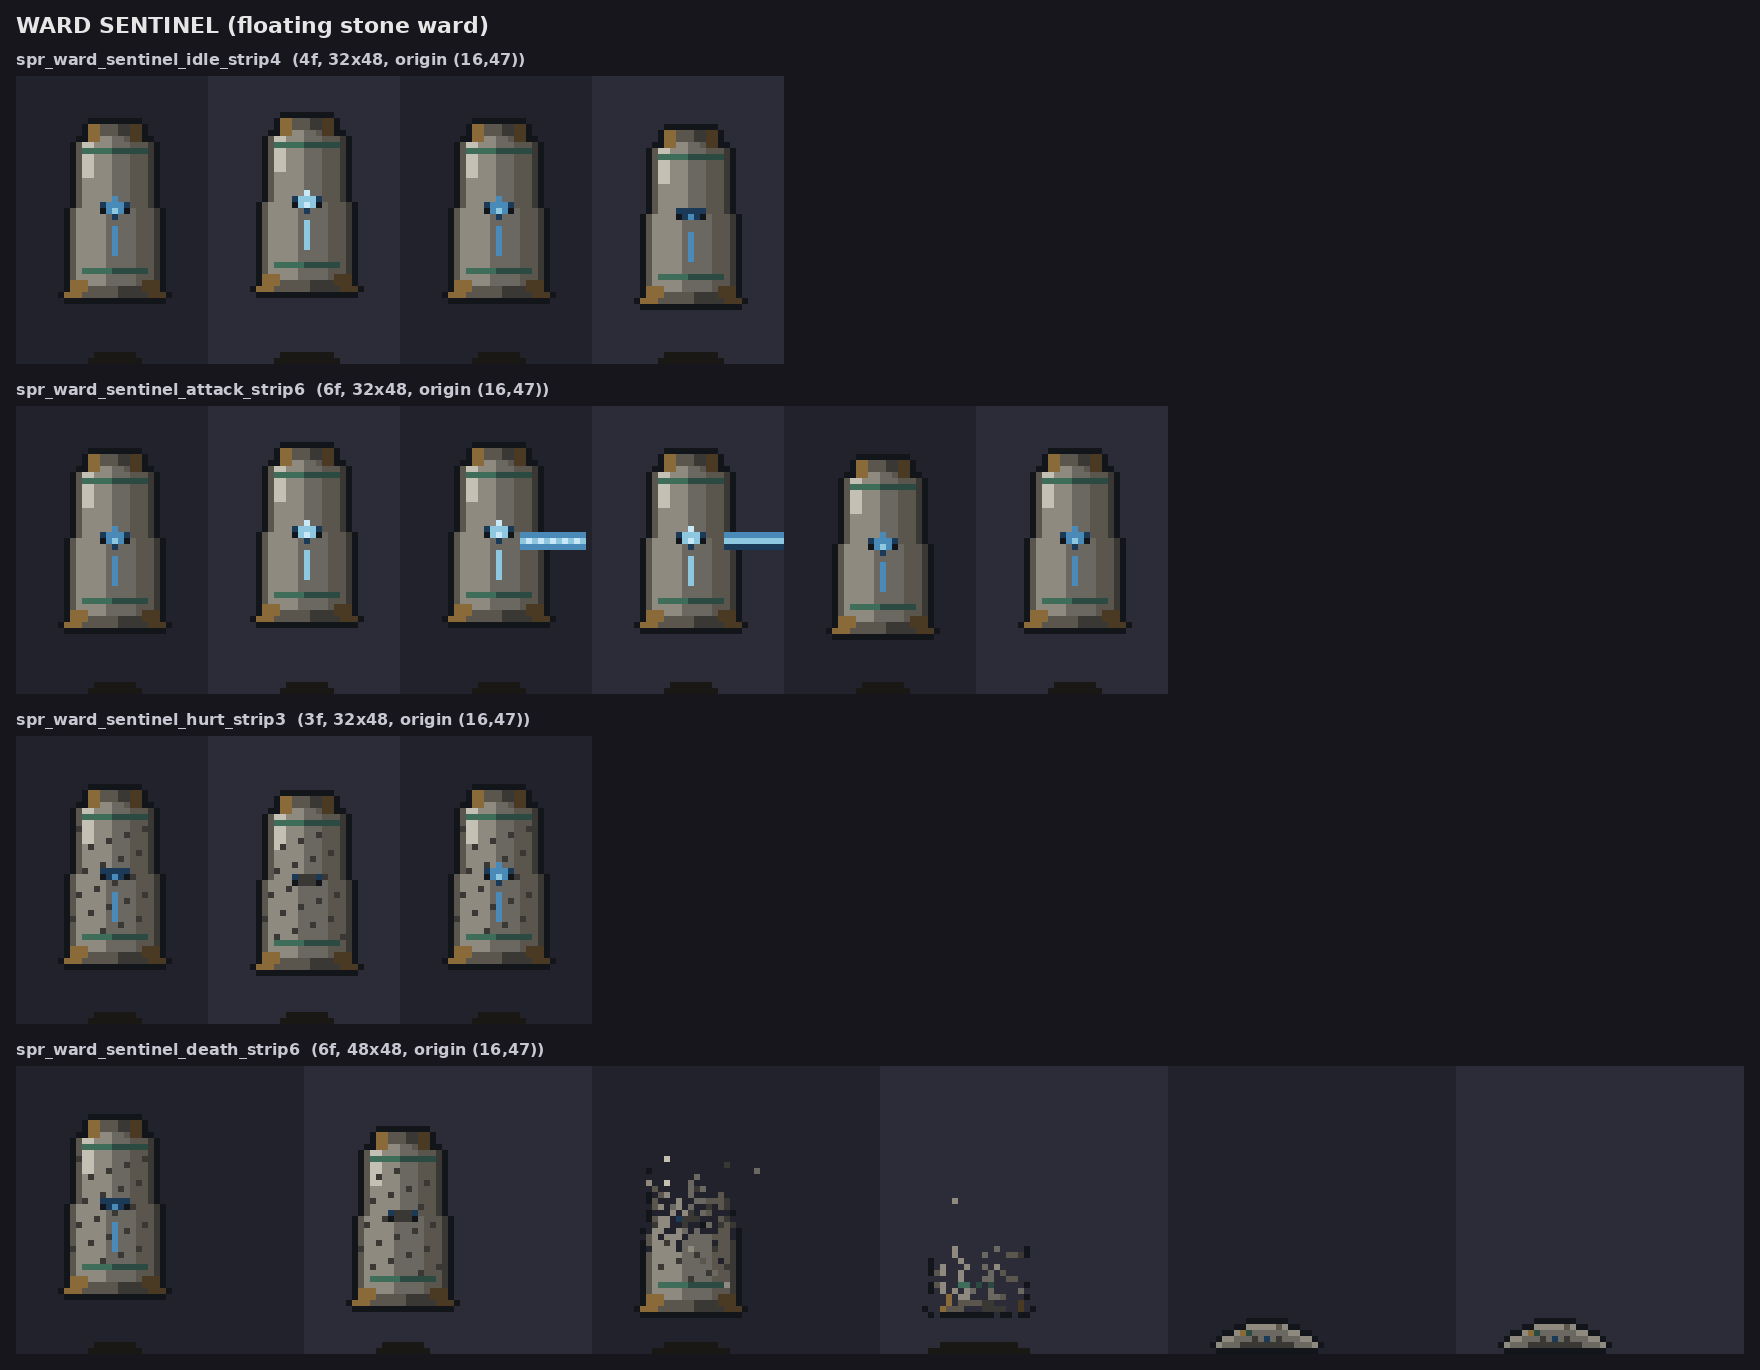 WARD SENTINEL (floating stone ward)
spr_ward_sentinel_idle_strip4 (4f, 32x48, origin (16,47))
spr_ward_sentinel_attack_strip6 (6f, 32x48, origin (16,47))
spr_ward_sentinel_hurt_strip3 (3f, 32x48, origin (16,47))
spr_ward_sentinel_death_strip6 (6f, 48x48, origin (16,47))